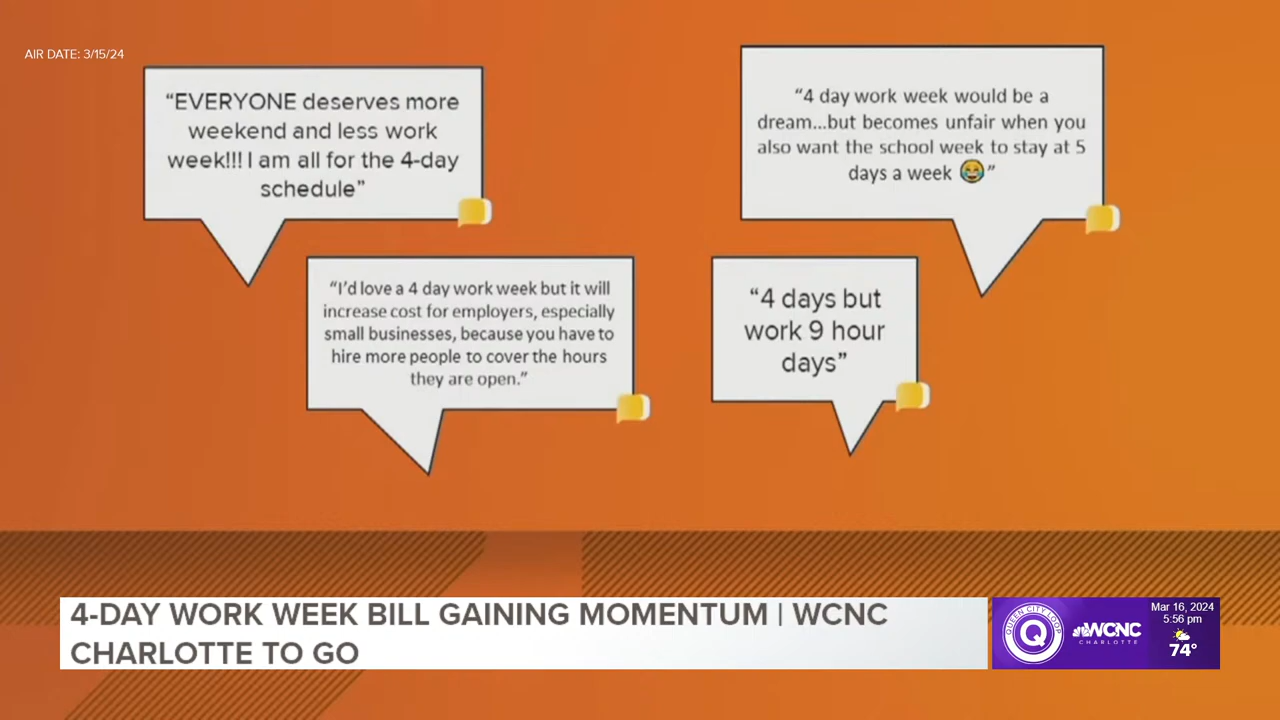 AIR DATE: 3/15/24
“EVERYONE deserves more
weekend and less work
week!!! I am all for the 4-day
schedule”
“4 day work week would be a
dream...but becomes unfair when you
also want the school week to stay at 5
days a week 😂”
“I’d love a 4 day work week but it will
increase cost for employers, especially
small businesses, because you have to
hire more people to cover the hours
they are open.”
“4 days but
work 9 hour
days”
4-DAY WORK WEEK BILL GAINING MOMENTUM | WCNC
CHARLOTTE TO GO
QUEEN CITY LOOP
Q
WCNC
CHARLOTTE
Mar 16, 2024
5:56 pm
74°